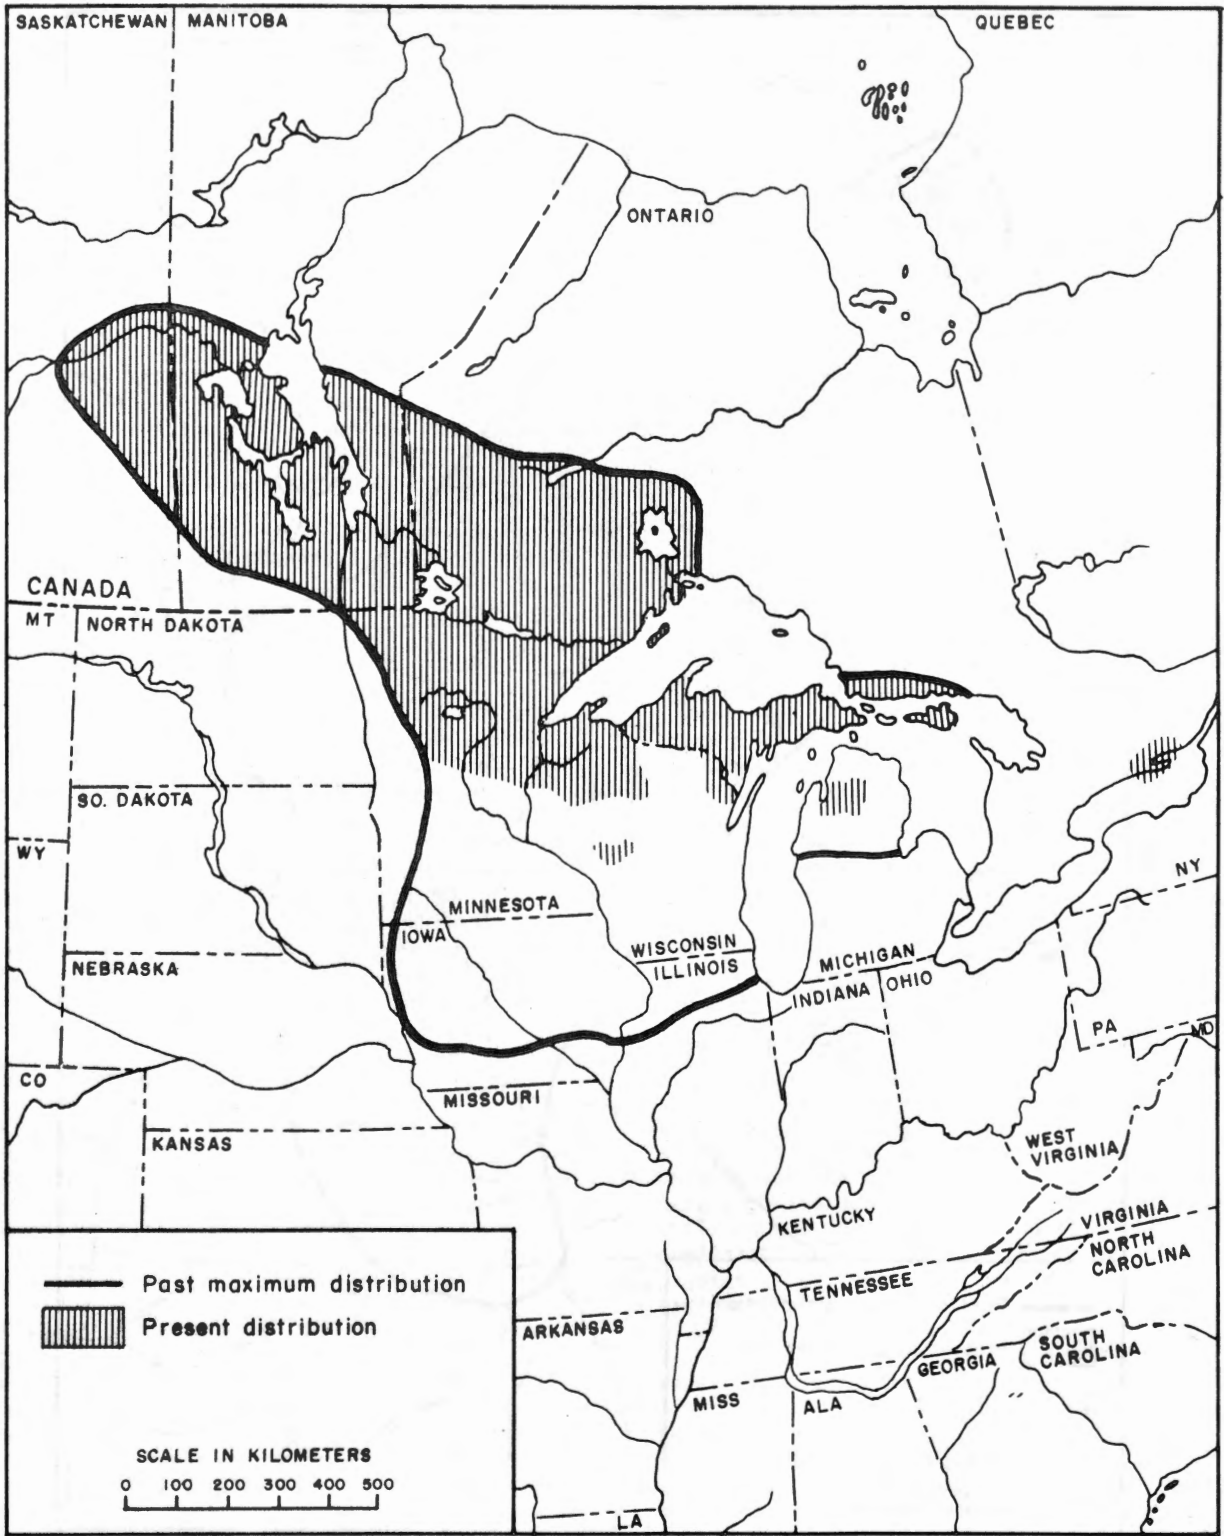 SASKATCHEWAN
MANITOBA
QUEBEC
ONTARIO
CANADA
MT
NORTH DAKOTA
SO. DAKOTA
WY
NY
MINNESOTA
IOWA
WISCONSIN
ILLINOIS
MICHIGAN
NEBRASKA
INDIANA
OHIO
PA
MD
CO
MISSOURI
KANSAS
WEST
VIRGINIA
KENTUCKY
VIRGINIA
NORTH
CAROLINA
TENNESSEE
ARKANSAS
SOUTH
CAROLINA
GEORGIA
MISS
ALA
LA
Past maximum distribution
Present distribution
SCALE IN KILOMETERS
0 100 200 300 400 500